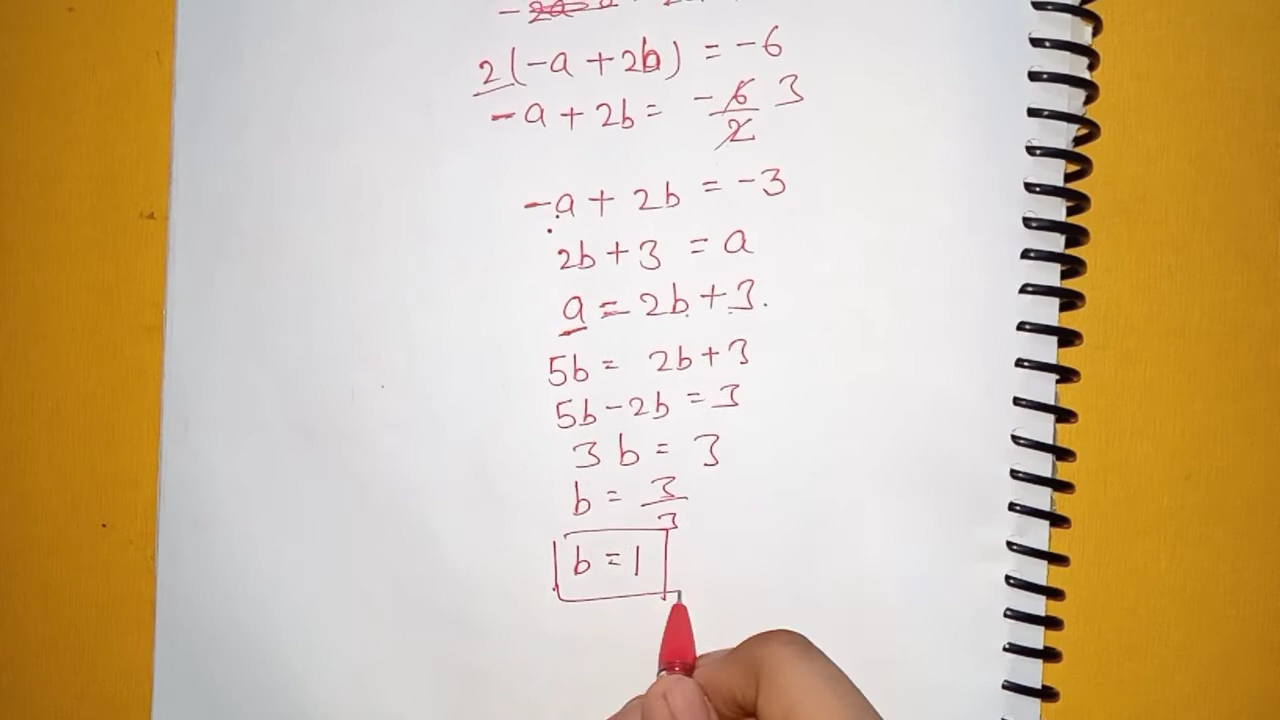 2(-a + 2b) = -6
-a + 2b = -6/2 3
-a + 2b = -3
2b + 3 = a
a = 2b + 3.
5b = 2b + 3
5b - 2b = 3
3b = 3
b = 3/3
b = 1